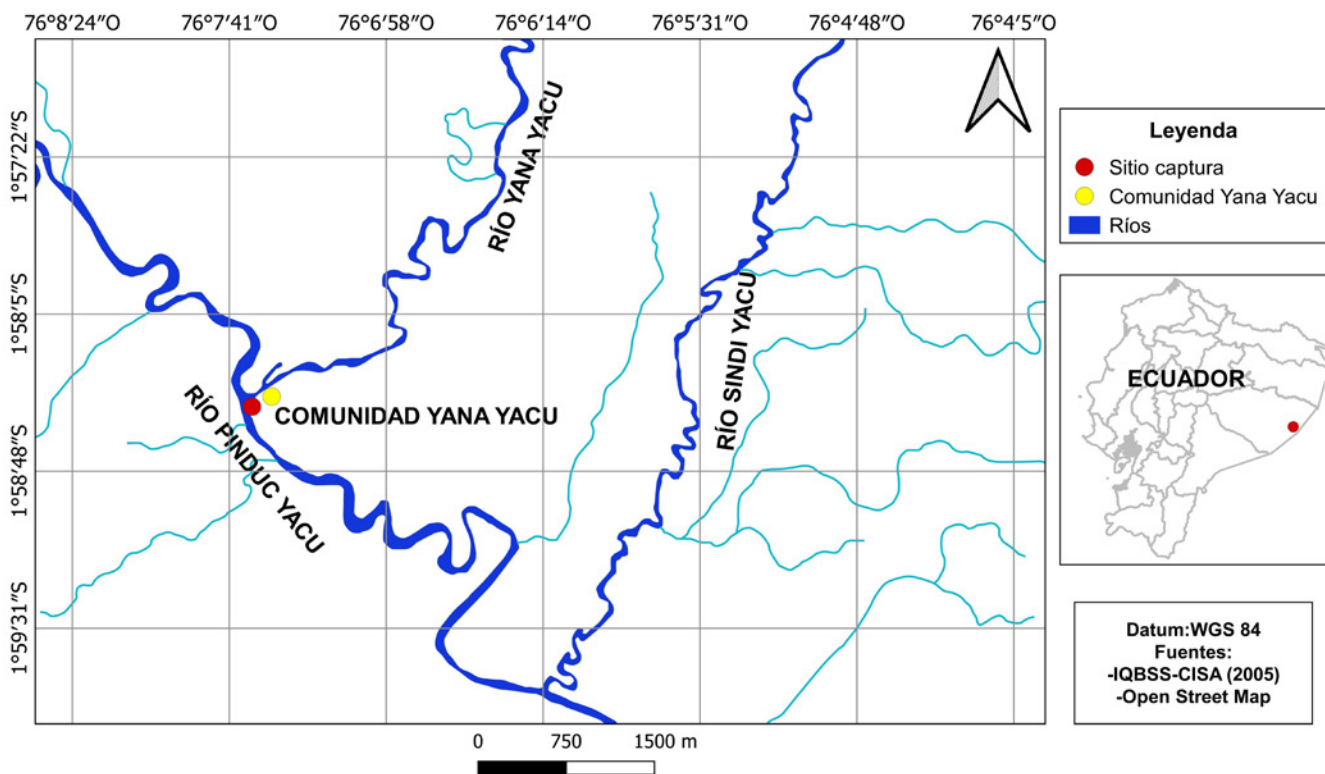 76°8′24″O 76°7′41″O 76°6′58″O 76°6′14″O 76°5′31″O 76°4′48″O 76°4′5″O
1°57′22″S
1°58′5″S
1°58′48″S
1°59′31″S
RÍO YANA YACU
RÍO SINDI YACU
COMUNIDAD YANA YACU
RÍO PINDUC YACU
0 750 1500 m
Leyenda
Sitio captura
Comunidad Yana Yacu
Ríos
ECUADOR
Datum:WGS 84
Fuentes:
-IQBSS-CISA (2005)
-Open Street Map